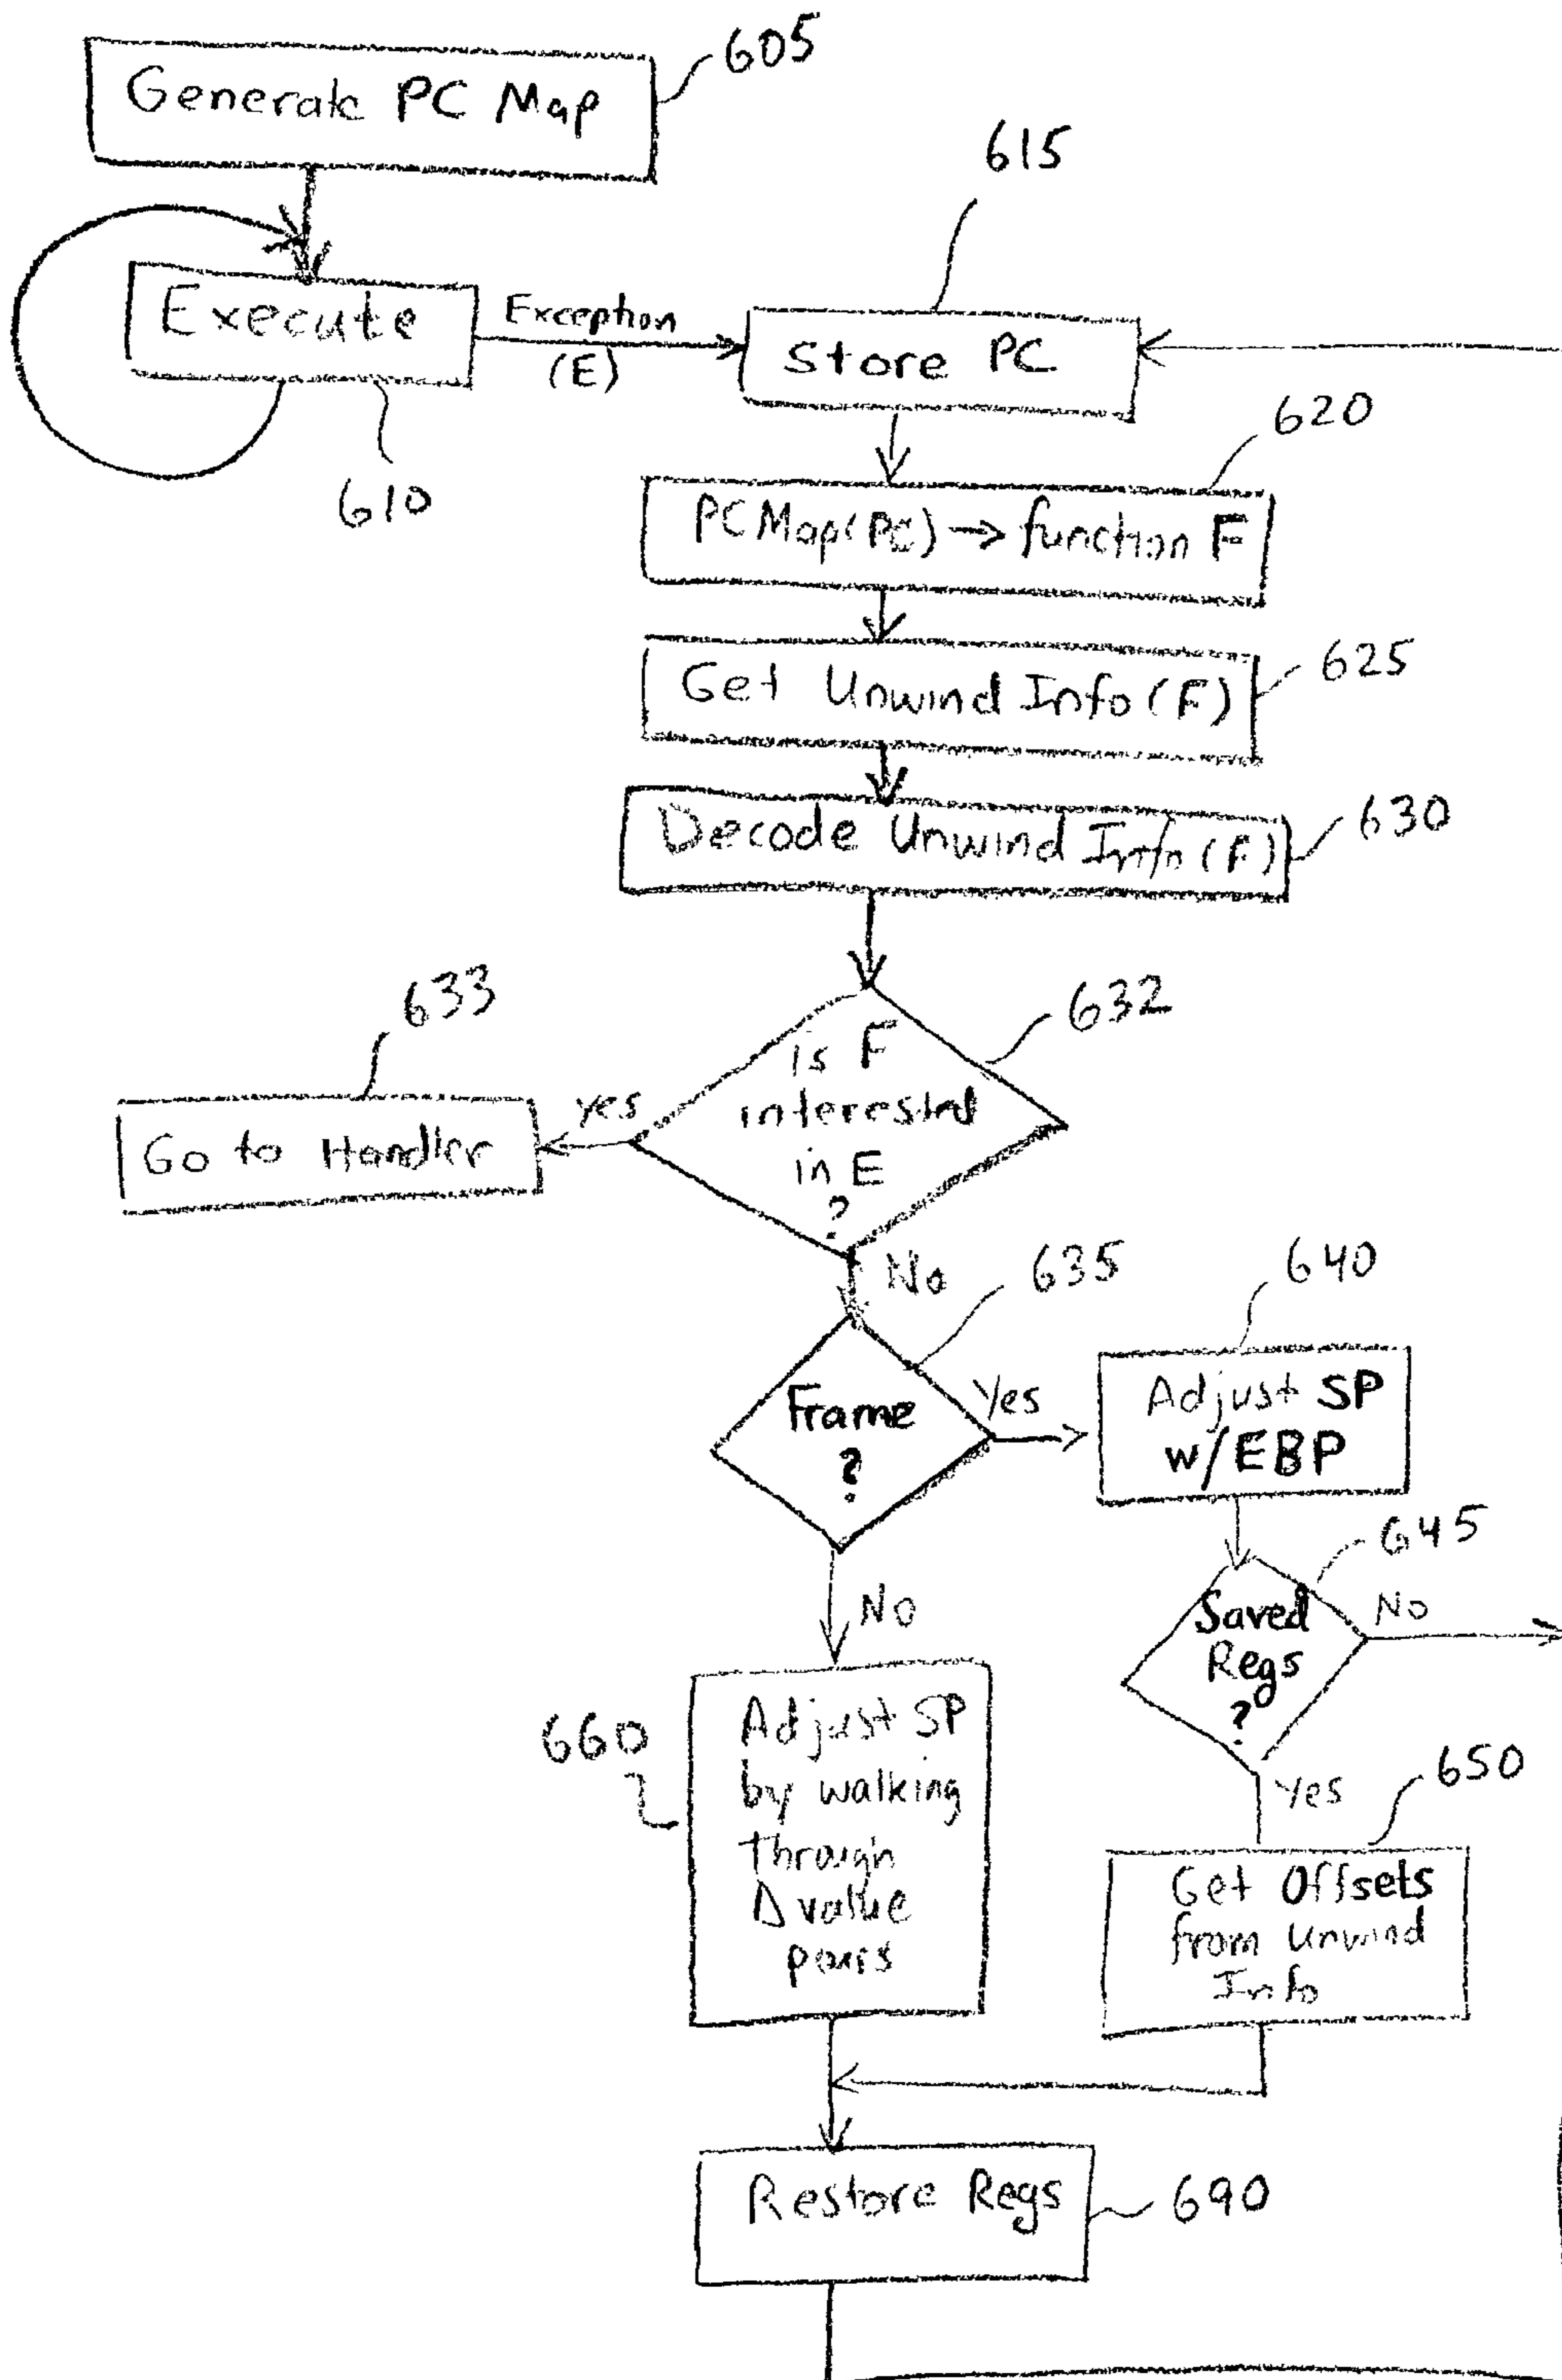 605
Generate PC Map
615
Execute
Exception
(E)
Store PC
610
620
PC Map(PC) → function F
Get Unwind Info (F)
625
Decode Unwind Info (F)
630
633
632
is F
interested
in E
?
yes
Go to Handler
No
635
640
Frame
?
Yes
Adjust SP
w/EBP
645
No
Saved
Regs
?
No
660
Adjust SP
by walking
through
Δ value
pairs
Yes
650
Get Offsets
from Unwind
Info
Restore Regs
690